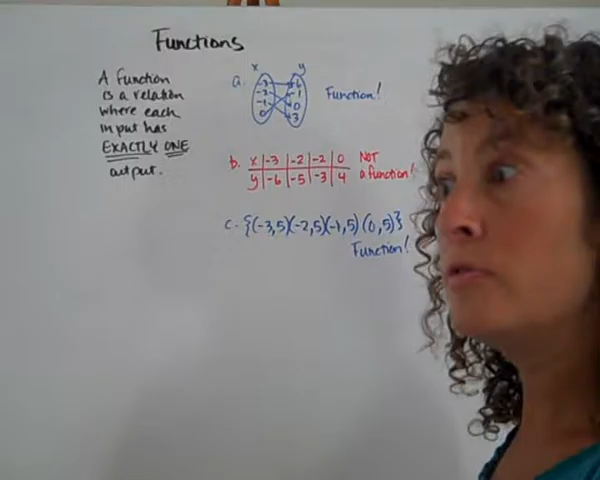 Functions
A Function
is a relation
where each
input has
EXACTLY ONE
output.
x y
a.
-2
-1 -1
0 0
3
Function!
b. x | -3 | -2 | -2 | 0
y | -6 | -5 | -3 | 4
NOT
a function!
c. {(-3,5)(-2,5)(-1,5)(0,5)}
Function!